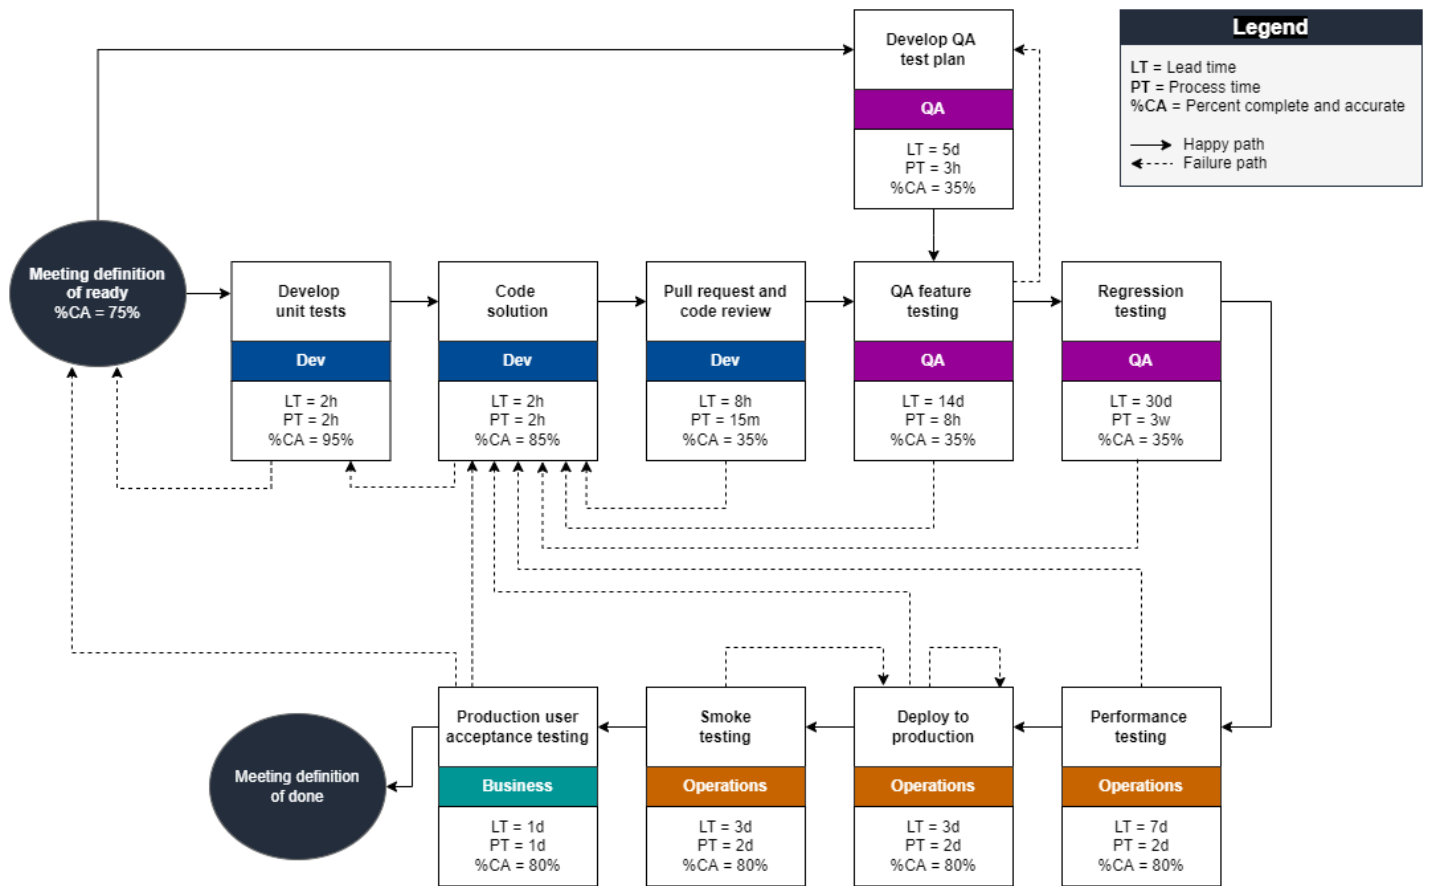 Develop QA
test plan
QA
LT = 5d
PT = 3h
%CA = 35%
Legend
LT = Lead time
PT = Process time
%CA = Percent complete and accurate
Happy path
Failure path
Meeting definition
of ready
%CA = 75%
Develop
unit tests
Dev
LT = 2h
PT = 2h
%CA = 95%
Code
solution
Dev
LT = 2h
PT = 2h
%CA = 85%
Pull request and
code review
Dev
LT = 8h
PT = 15m
%CA = 35%
QA feature
testing
QA
LT = 14d
PT = 8h
%CA = 35%
Regression
testing
QA
LT = 30d
PT = 3w
%CA = 35%
Meeting definition
of done
Production user
acceptance testing
Business
LT = 1d
PT = 1d
%CA = 80%
Smoke
testing
Operations
LT = 3d
PT = 2d
%CA = 80%
Deploy to
production
Operations
LT = 3d
PT = 2d
%CA = 80%
Performance
testing
Operations
LT = 7d
PT = 2d
%CA = 80%